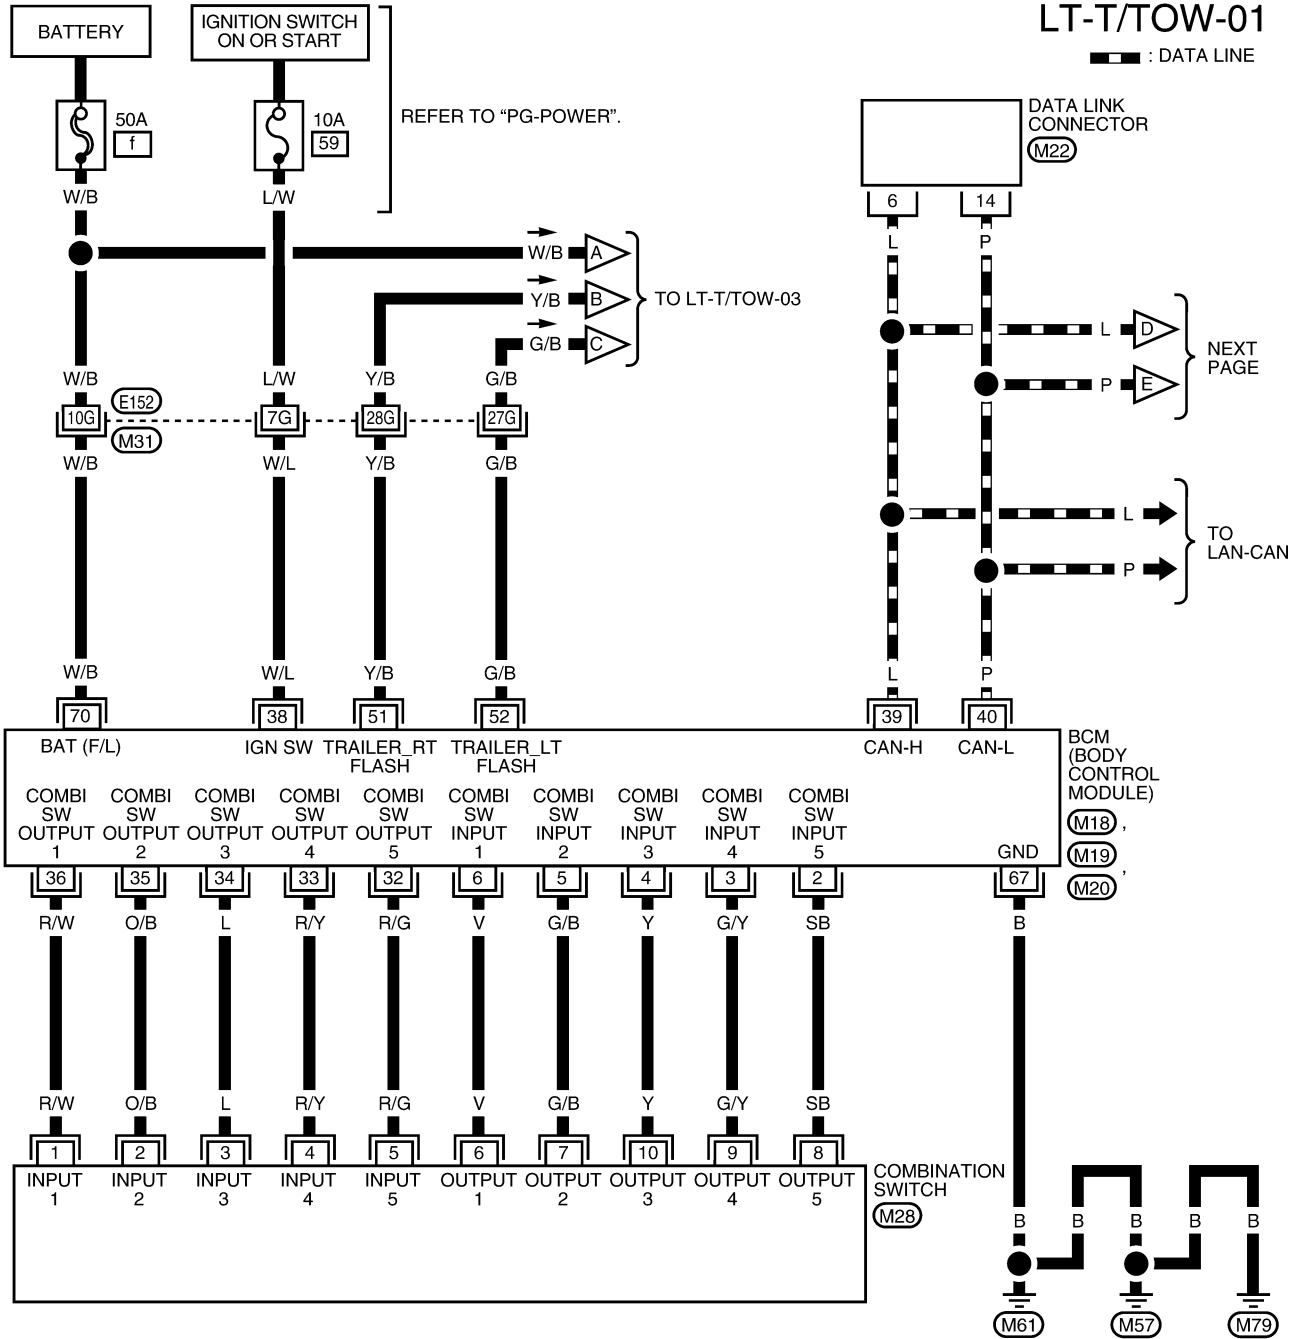 LT-T/TOW-01
: DATA LINE
BATTERY
IGNITION SWITCH
ON OR START
50A
f
10A
59
REFER TO “PG-POWER”.
DATA LINK
CONNECTOR
M22
6 14
W/B L/W
L P
W/B A
Y/B B
G/B C
TO LT-T/TOW-03
L D
P E
NEXT
PAGE
W/B L/W Y/B G/B
E152
10G 7G 28G 27G
M31
W/B W/L Y/B G/B
L
P
TO
LAN-CAN
W/B W/L Y/B G/B L P
70 38 51 52 39 40
BAT (F/L) IGN SW TRAILER_RT TRAILER_LT CAN-H CAN-L
FLASH FLASH
BCM
(BODY
CONTROL
MODULE)
M18 ,
M19 ,
M20
COMBI COMBI COMBI COMBI COMBI COMBI COMBI COMBI COMBI COMBI
SW SW SW SW SW SW SW SW SW SW
OUTPUT OUTPUT OUTPUT OUTPUT OUTPUT INPUT INPUT INPUT INPUT INPUT
1 2 3 4 5 1 2 3 4 5 GND
36 35 34 33 32 6 5 4 3 2 67
R/W O/B L R/Y R/G V G/B Y G/Y SB B
R/W O/B L R/Y R/G V G/B Y G/Y SB
1 2 3 4 5 6 7 10 9 8
INPUT INPUT INPUT INPUT INPUT OUTPUT OUTPUT OUTPUT OUTPUT OUTPUT
1 2 3 4 5 1 2 3 4 5
COMBINATION
SWITCH
M28
B B B B B
M61 M57 M79